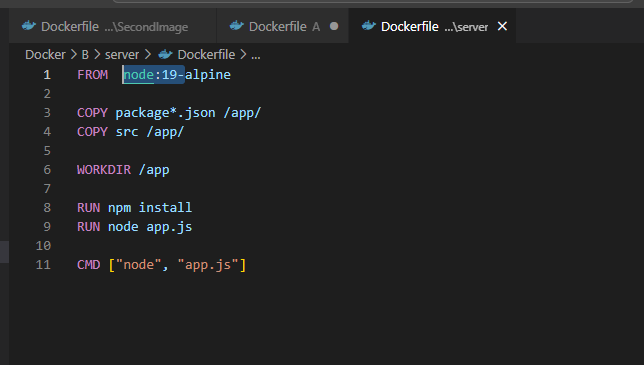 Dockerfile ...\SecondImage Dockerfile A Dockerfile ...\server
Docker > B > server > Dockerfile > ...
1 FROM node:19-alpine
2
3 COPY package*.json /app/
4 COPY src /app/
5
6 WORKDIR /app
7
8 RUN npm install
9 RUN node app.js
10
11 CMD ["node", "app.js"]